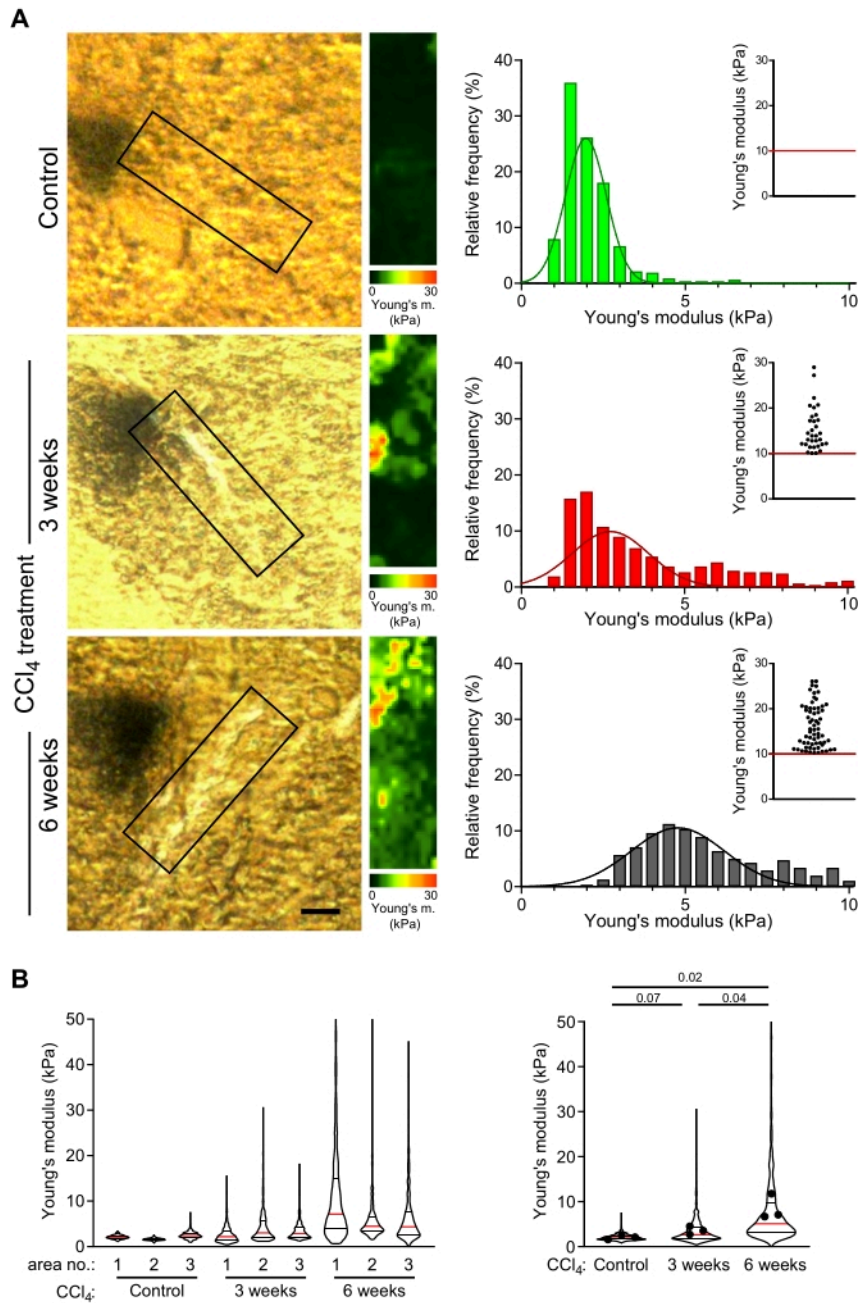 A
Control
0 30
Young's m.
(kPa)
Relative frequency (%)
40
30
20
10
0
0 5 10
Young's modulus (kPa)
Young's modulus (kPa)
30
20
10
0
CCl₄ treatment
3 weeks
0 30
Young's m.
(kPa)
Relative frequency (%)
40
30
20
10
0
0 5 10
Young's modulus (kPa)
Young's modulus (kPa)
30
20
10
0
6 weeks
0 30
Young's m.
(kPa)
Relative frequency (%)
40
30
20
10
0
0 5 10
Young's modulus (kPa)
Young's modulus (kPa)
30
20
10
0
B
Young's modulus (kPa)
50
40
30
20
10
0
area no.: 1 2 3 1 2 3 1 2 3
CCl₄: Control 3 weeks 6 weeks
0.02
0.07 0.04
Young's modulus (kPa)
50
40
30
20
10
0
CCl₄: Control 3 weeks 6 weeks